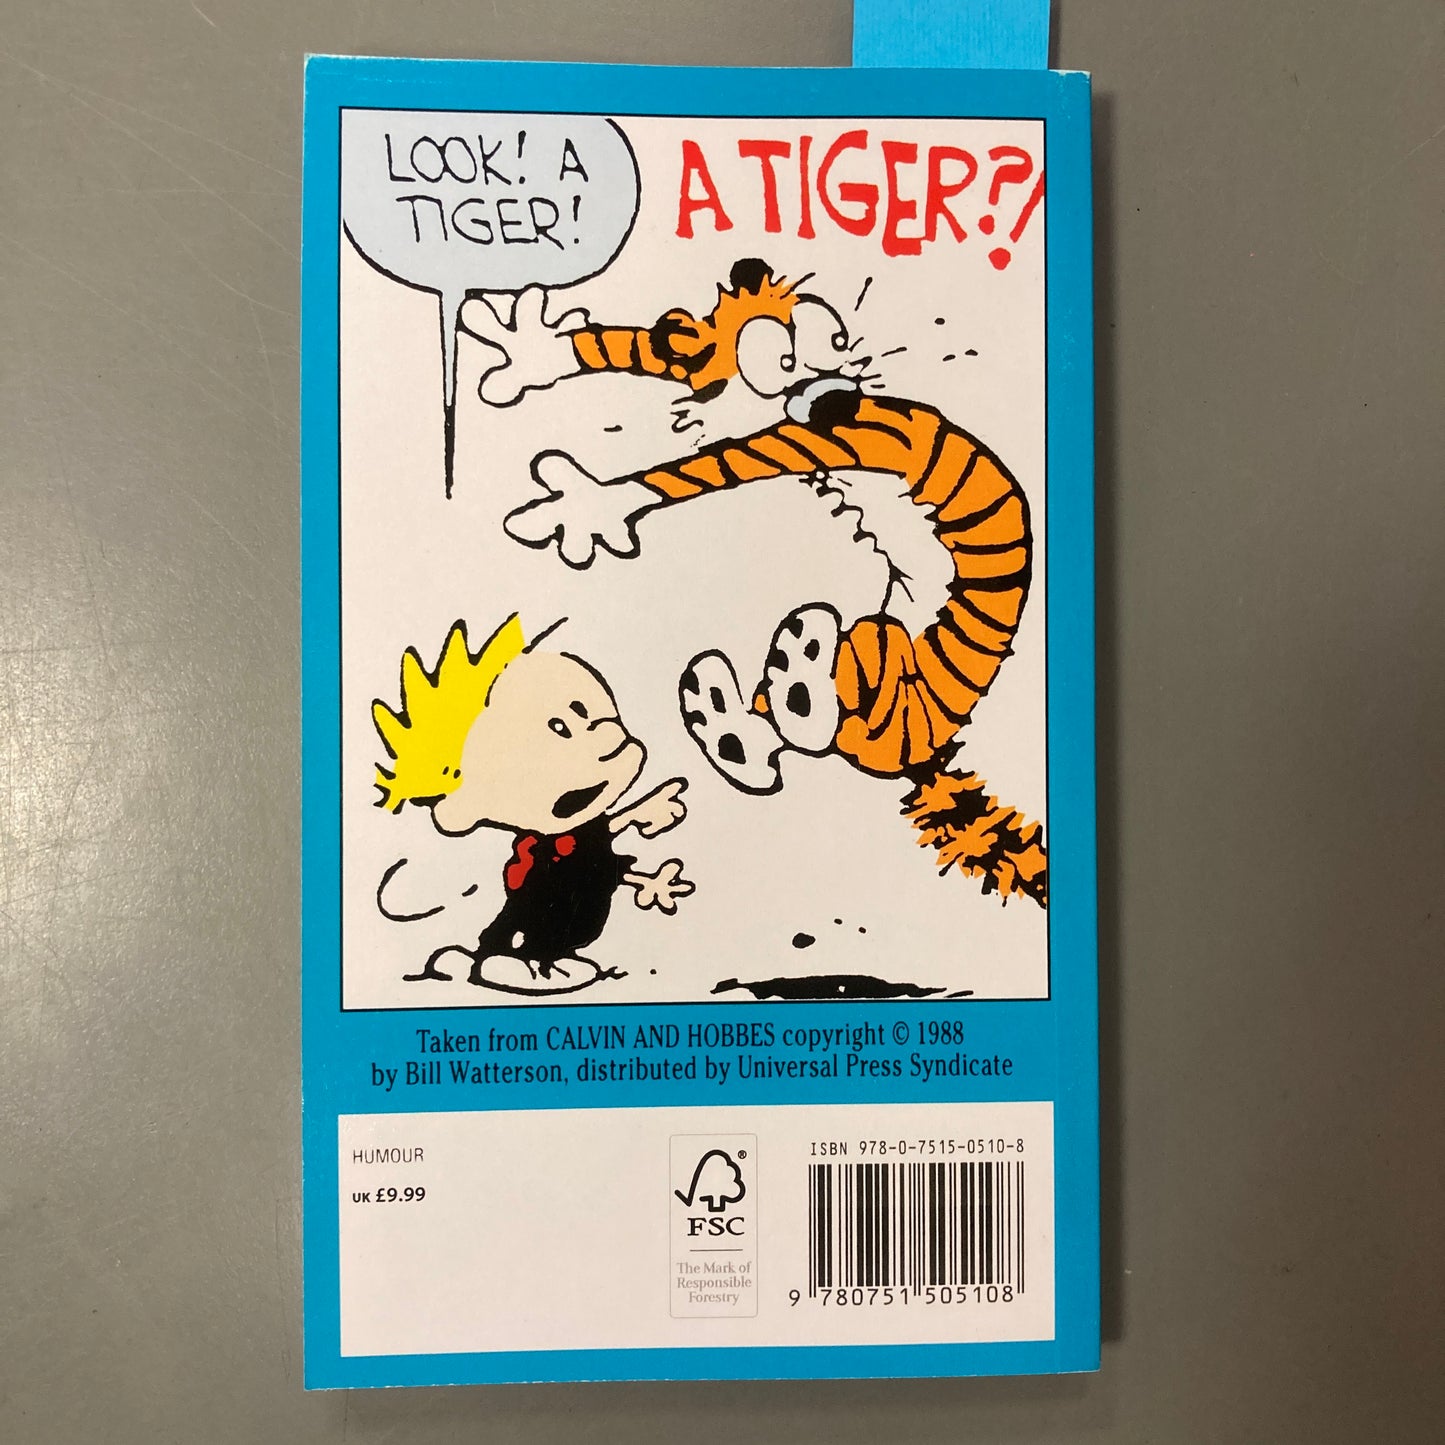 LOOK! A
TIGER!
A TIGER?!
Taken from CALVIN AND HOBBES copyright © 1988
by Bill Watterson, distributed by Universal Press Syndicate
HUMOUR
UK £9.99
®
FSC
The Mark of
Responsible
Forestry
ISBN 978-0-7515-0510-8
9 780751 505108